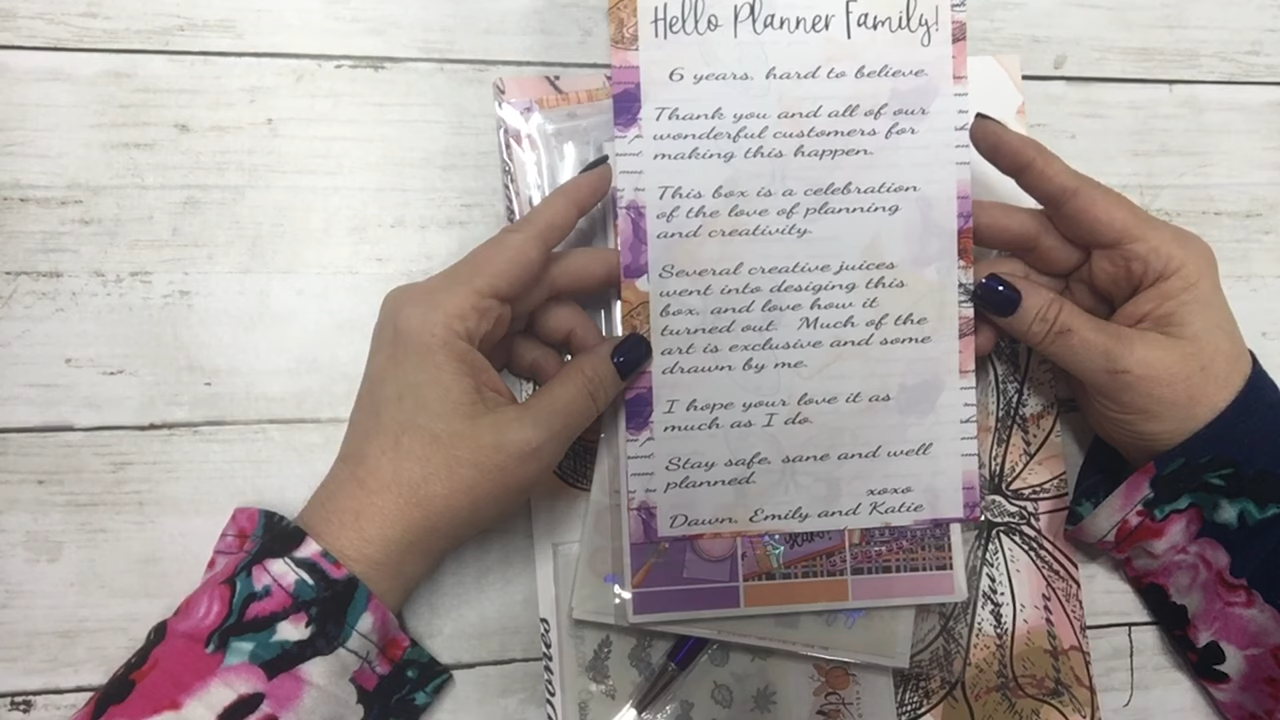 Hello Planner Family!
6 years, hard to believe.
Thank you and all of our
wonderful customers for
making this happen.
This box is a celebration
of the love of planning
and creativity.
Several creative juices
went into desiging this
box, and love how it
turned out. Much of the
art is exclusive and some
drawn by me.
I hope your love it as
much as I do.
Stay safe, sane and well
planned.
xoxo
Dawn, Emily and Katie